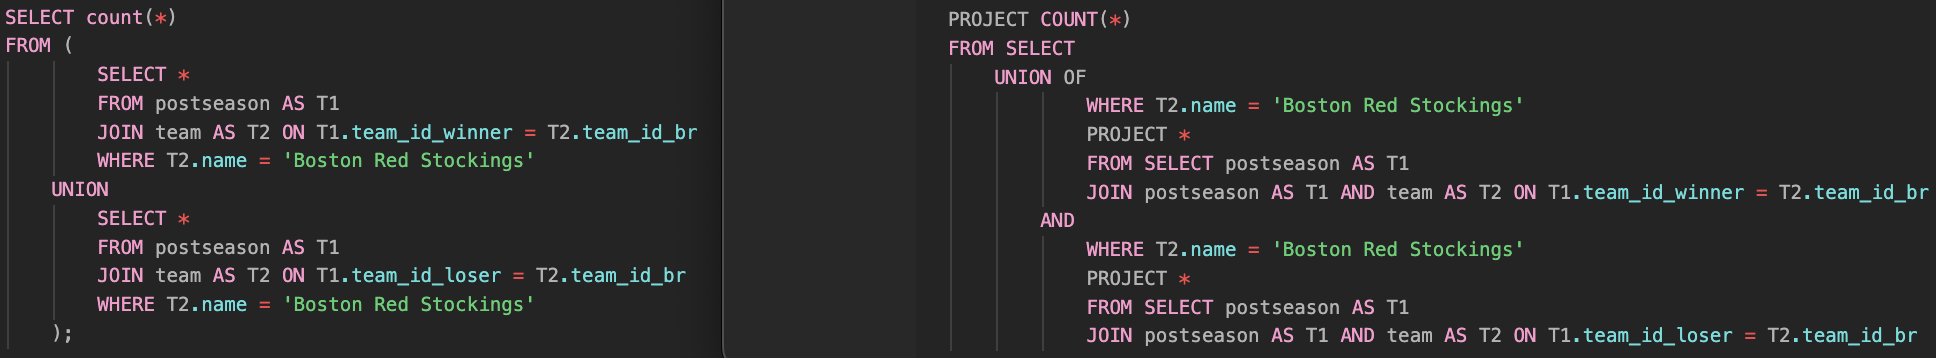 SELECT count(*)
FROM (
SELECT *
FROM postseason AS T1
JOIN team AS T2 ON T1.team_id_winner = T2.team_id_br
WHERE T2.name = 'Boston Red Stockings'
UNION
SELECT *
FROM postseason AS T1
JOIN team AS T2 ON T1.team_id_loser = T2.team_id_br
WHERE T2.name = 'Boston Red Stockings'
);
PROJECT COUNT(*)
FROM SELECT
UNION OF
WHERE T2.name = 'Boston Red Stockings'
PROJECT *
FROM SELECT postseason AS T1
JOIN postseason AS T1 AND team AS T2 ON T1.team_id_winner = T2.team_id_br
AND
WHERE T2.name = 'Boston Red Stockings'
PROJECT *
FROM SELECT postseason AS T1
JOIN postseason AS T1 AND team AS T2 ON T1.team_id_loser = T2.team_id_br